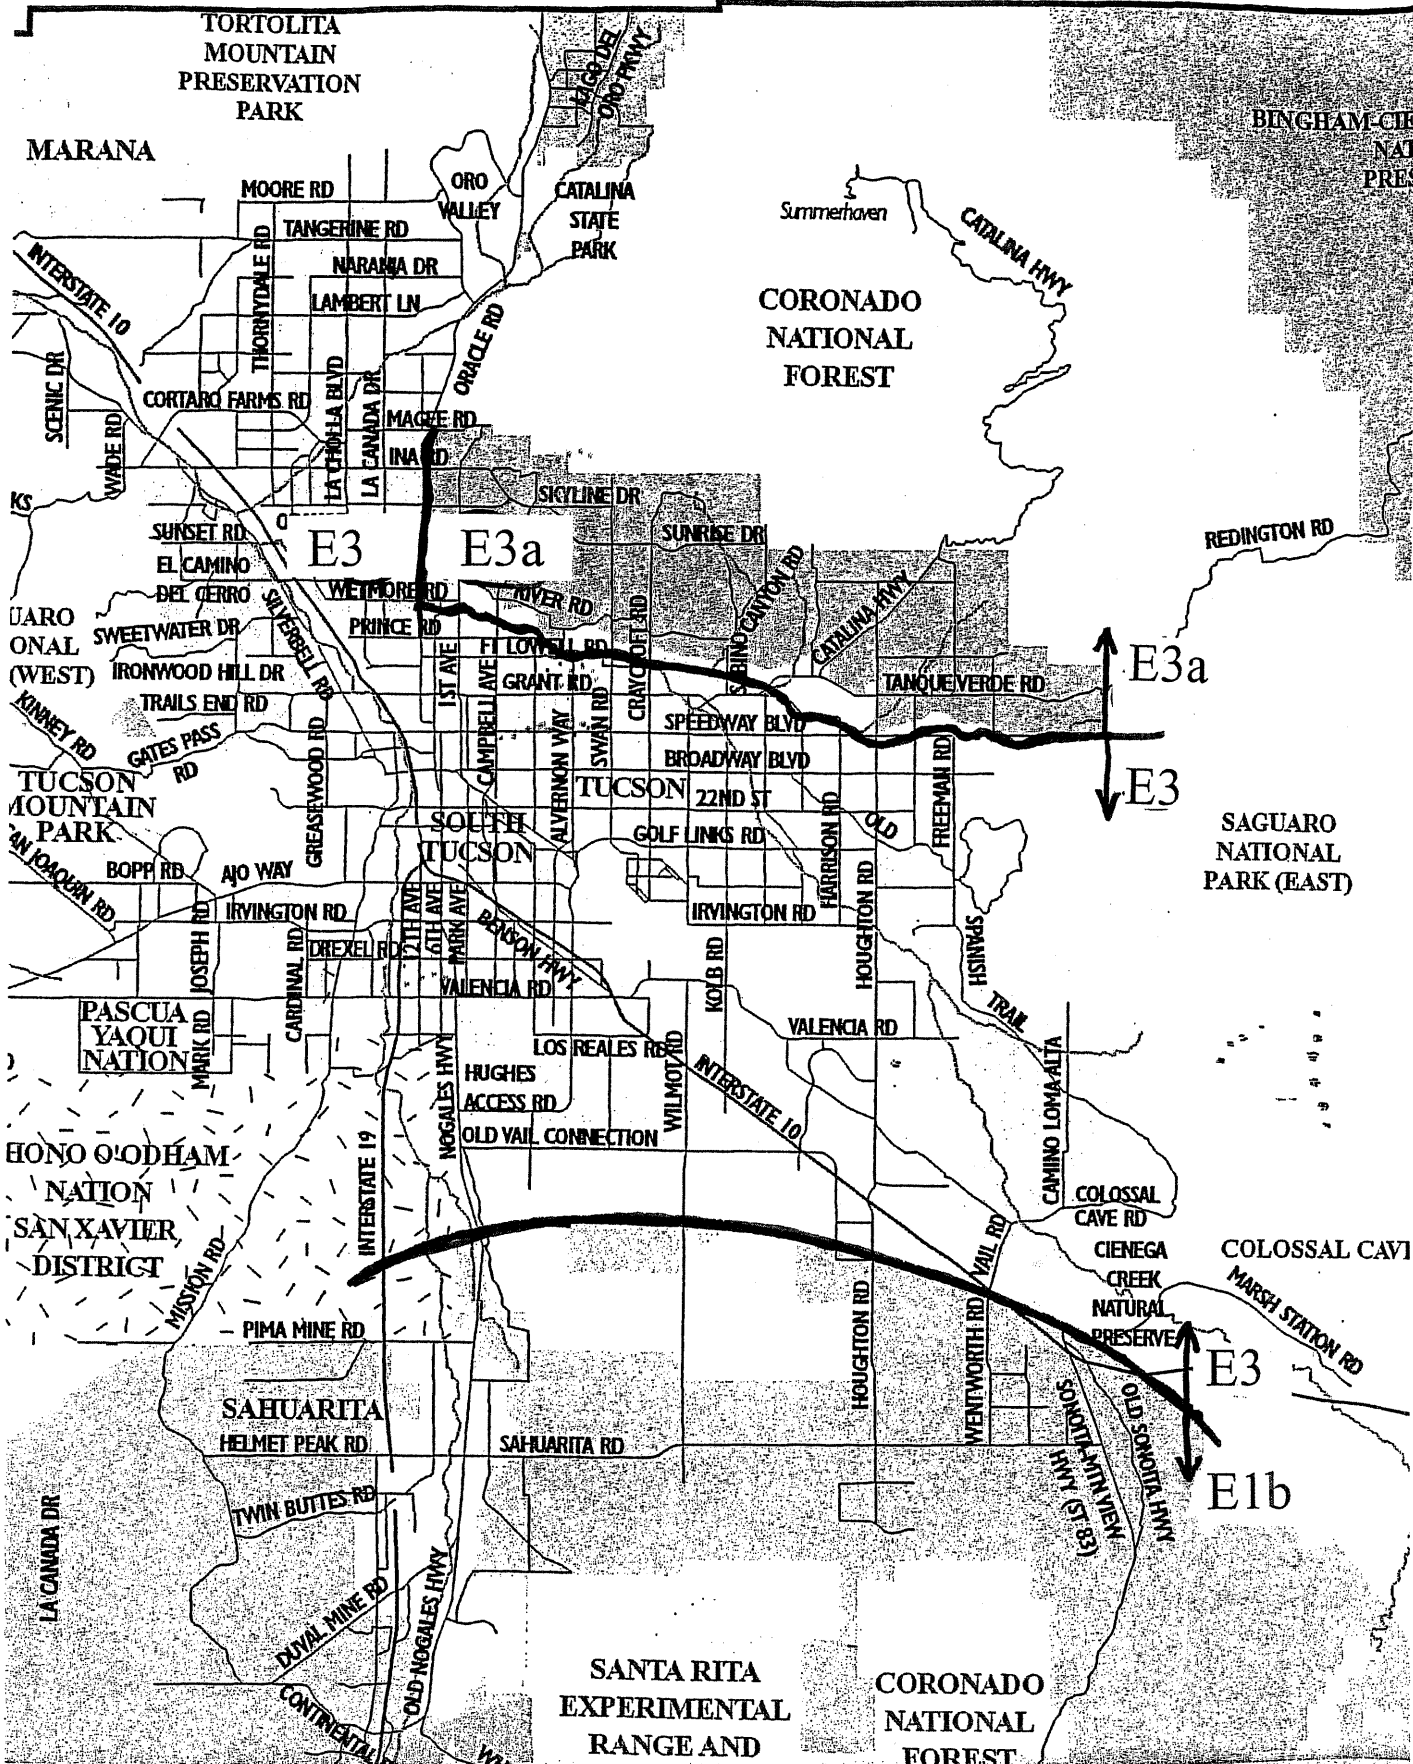 TORTOLITA
MOUNTAIN
PRESERVATION
PARK
LAGO DEL
ORO PKWY
MARANA
MOORE RD
ORO
VALLEY
CATALINA
STATE
PARK
Summerhaven
CATALINA HWY
TANGERINE RD
THORNYDALE RD
NARANJA DR
LAMBERT LN
INTERSTATE 10
ORACLE RD
CORONADO
NATIONAL
FOREST
SCENIC DR
CORTARO FARMS RD
LA CHOLLA BLVD
LA CANADA DR
MAGEE RD
WADE RD
INA RD
SKYLINE DR
SUNSET RD
E3
E3a
SUNRISE DR
REDINGTON RD
EL CAMINO
DEL CERRO
WETMORE RD
RIVER RD
SABINO CANYON RD
CATALINA HWY
SILVERBELL RD
SWEETWATER DR
PRINCE RD
FT LOWELL RD
CRAYCROFT RD
IRONWOOD HILL DR
1ST AVE
GRANT RD
TANQUE VERDE RD
E3a
(WEST)
TRAILS END RD
CAMPBELL AVE
SWAN RD
SPEEDWAY BLVD
KINNEY RD
GATES PASS
RD
GREASEWOOD RD
ALVERNON WAY
BROADWAY BLVD
FREEMAN RD
TUCSON
MOUNTAIN
PARK
TUCSON
22ND ST
E3
SOUTH
TUCSON
GOLF LINKS RD
HARRISON RD
OLD
SPANISH
TRAIL
SAGUARO
NATIONAL
PARK (EAST)
BOPP RD
AJO WAY
IRVINGTON RD
12TH AVE
6TH AVE
PARK AVE
BENSON HWY
IRVINGTON RD
HOUGHTON RD
JOSEPH RD
CARDINAL RD
DREXEL RD
VALENCIA RD
KOLB RD
PASCUA
YAQUI
NATION
MARK RD
VALENCIA RD
LOS REALES RD
WILMOT RD
NOGALES HWY
HUGHES
ACCESS RD
INTERSTATE 10
CAMINO LOMA ALTA
OLD VAIL CONNECTION
NATION
SAN XAVIER
DISTRICT
INTERSTATE 19
MISSION RD
COLOSSAL
CAVE RD
VAIL RD
CIENEGA
CREEK
NATURAL
PRESERVE
MARSH STATION RD
PIMA MINE RD
HOUGHTON RD
WENTWORTH RD
E3
SAHUARITA
HELMET PEAK RD
SAHUARITA RD
SONOITA-MTN VIEW
HWY (ST 83)
OLD SONOITA HWY
E1b
TWIN BUTTES RD
LA CANADA DR
DUVAL MINE RD
OLD NOGALES HWY
CONTINENTAL
SANTA RITA
EXPERIMENTAL
RANGE AND
CORONADO
NATIONAL
FOREST